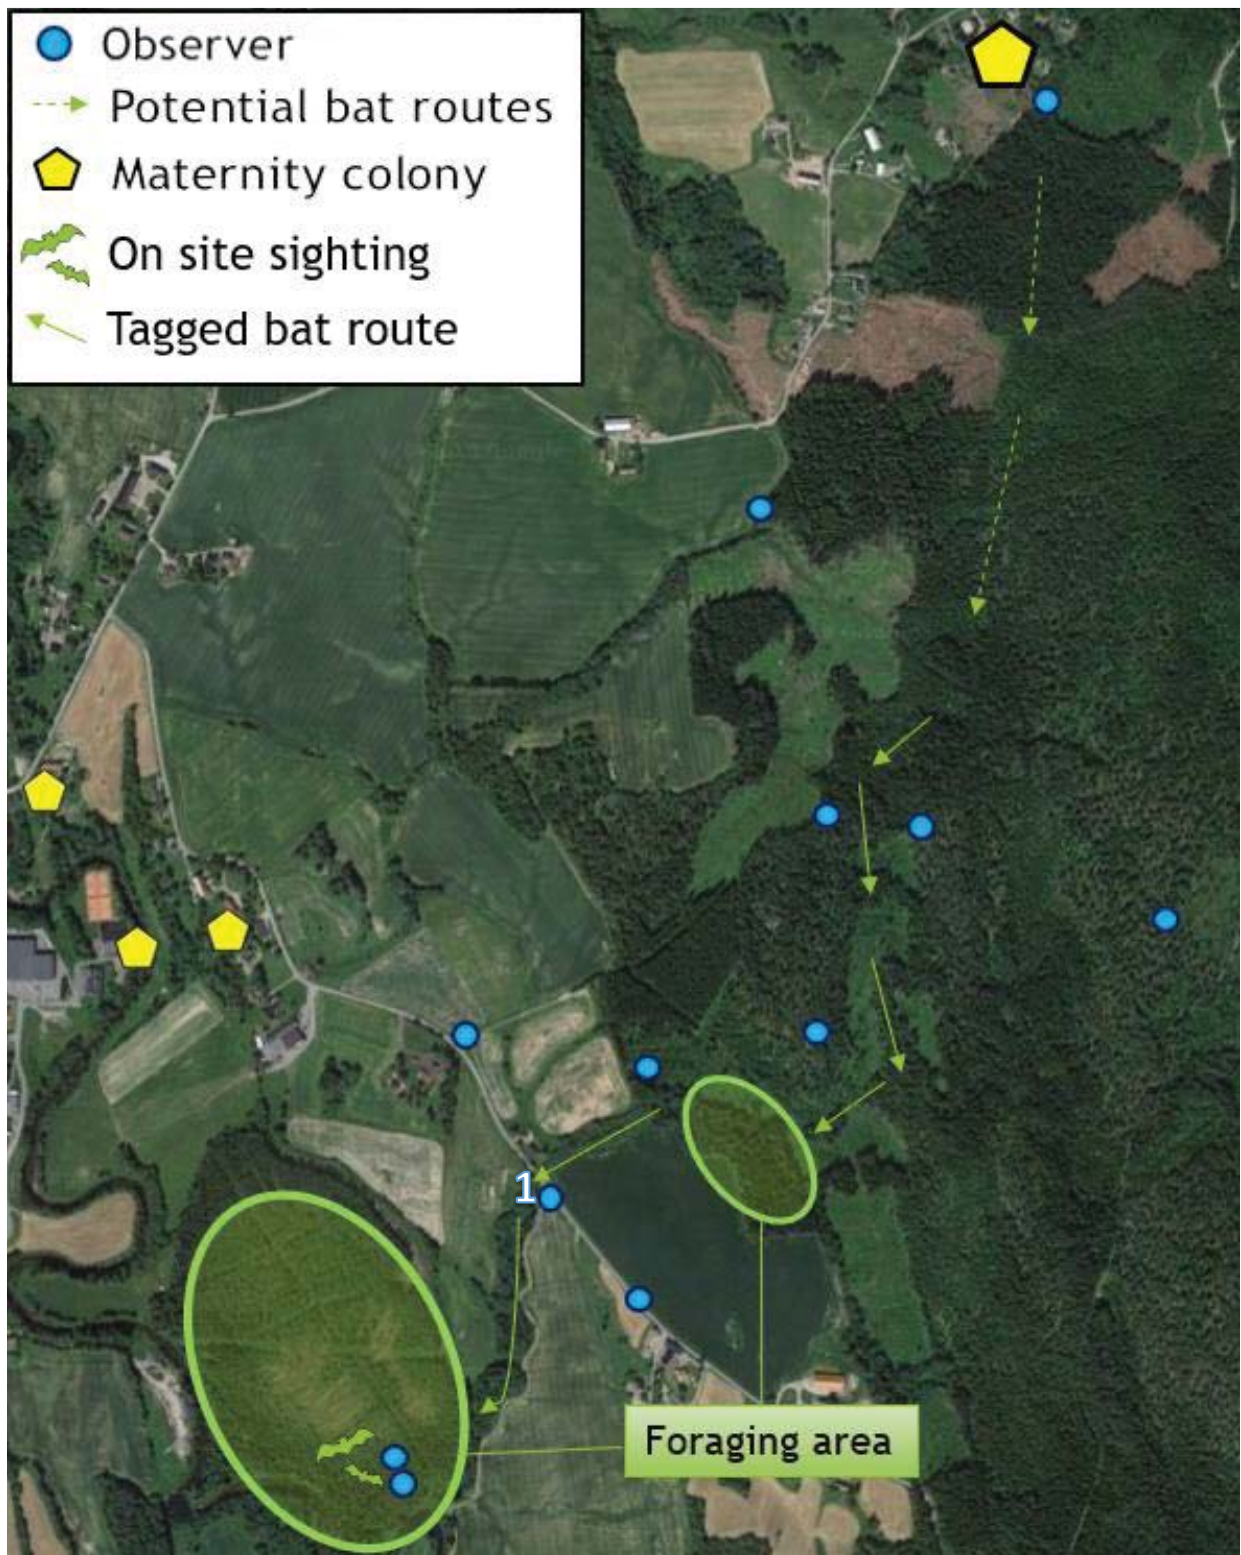 Observer
Potential bat routes
Maternity colony
On site sighting
Tagged bat route
1
Foraging area